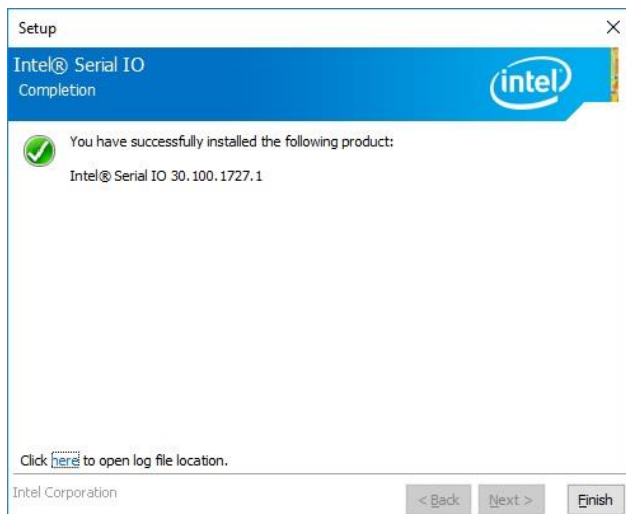 Setup
Intel® Serial IO
Completion
intel
You have successfully installed the following product:
Intel® Serial IO 30.100.1727.1
Click here to open log file location.
Intel Corporation
< Back Next > Finish